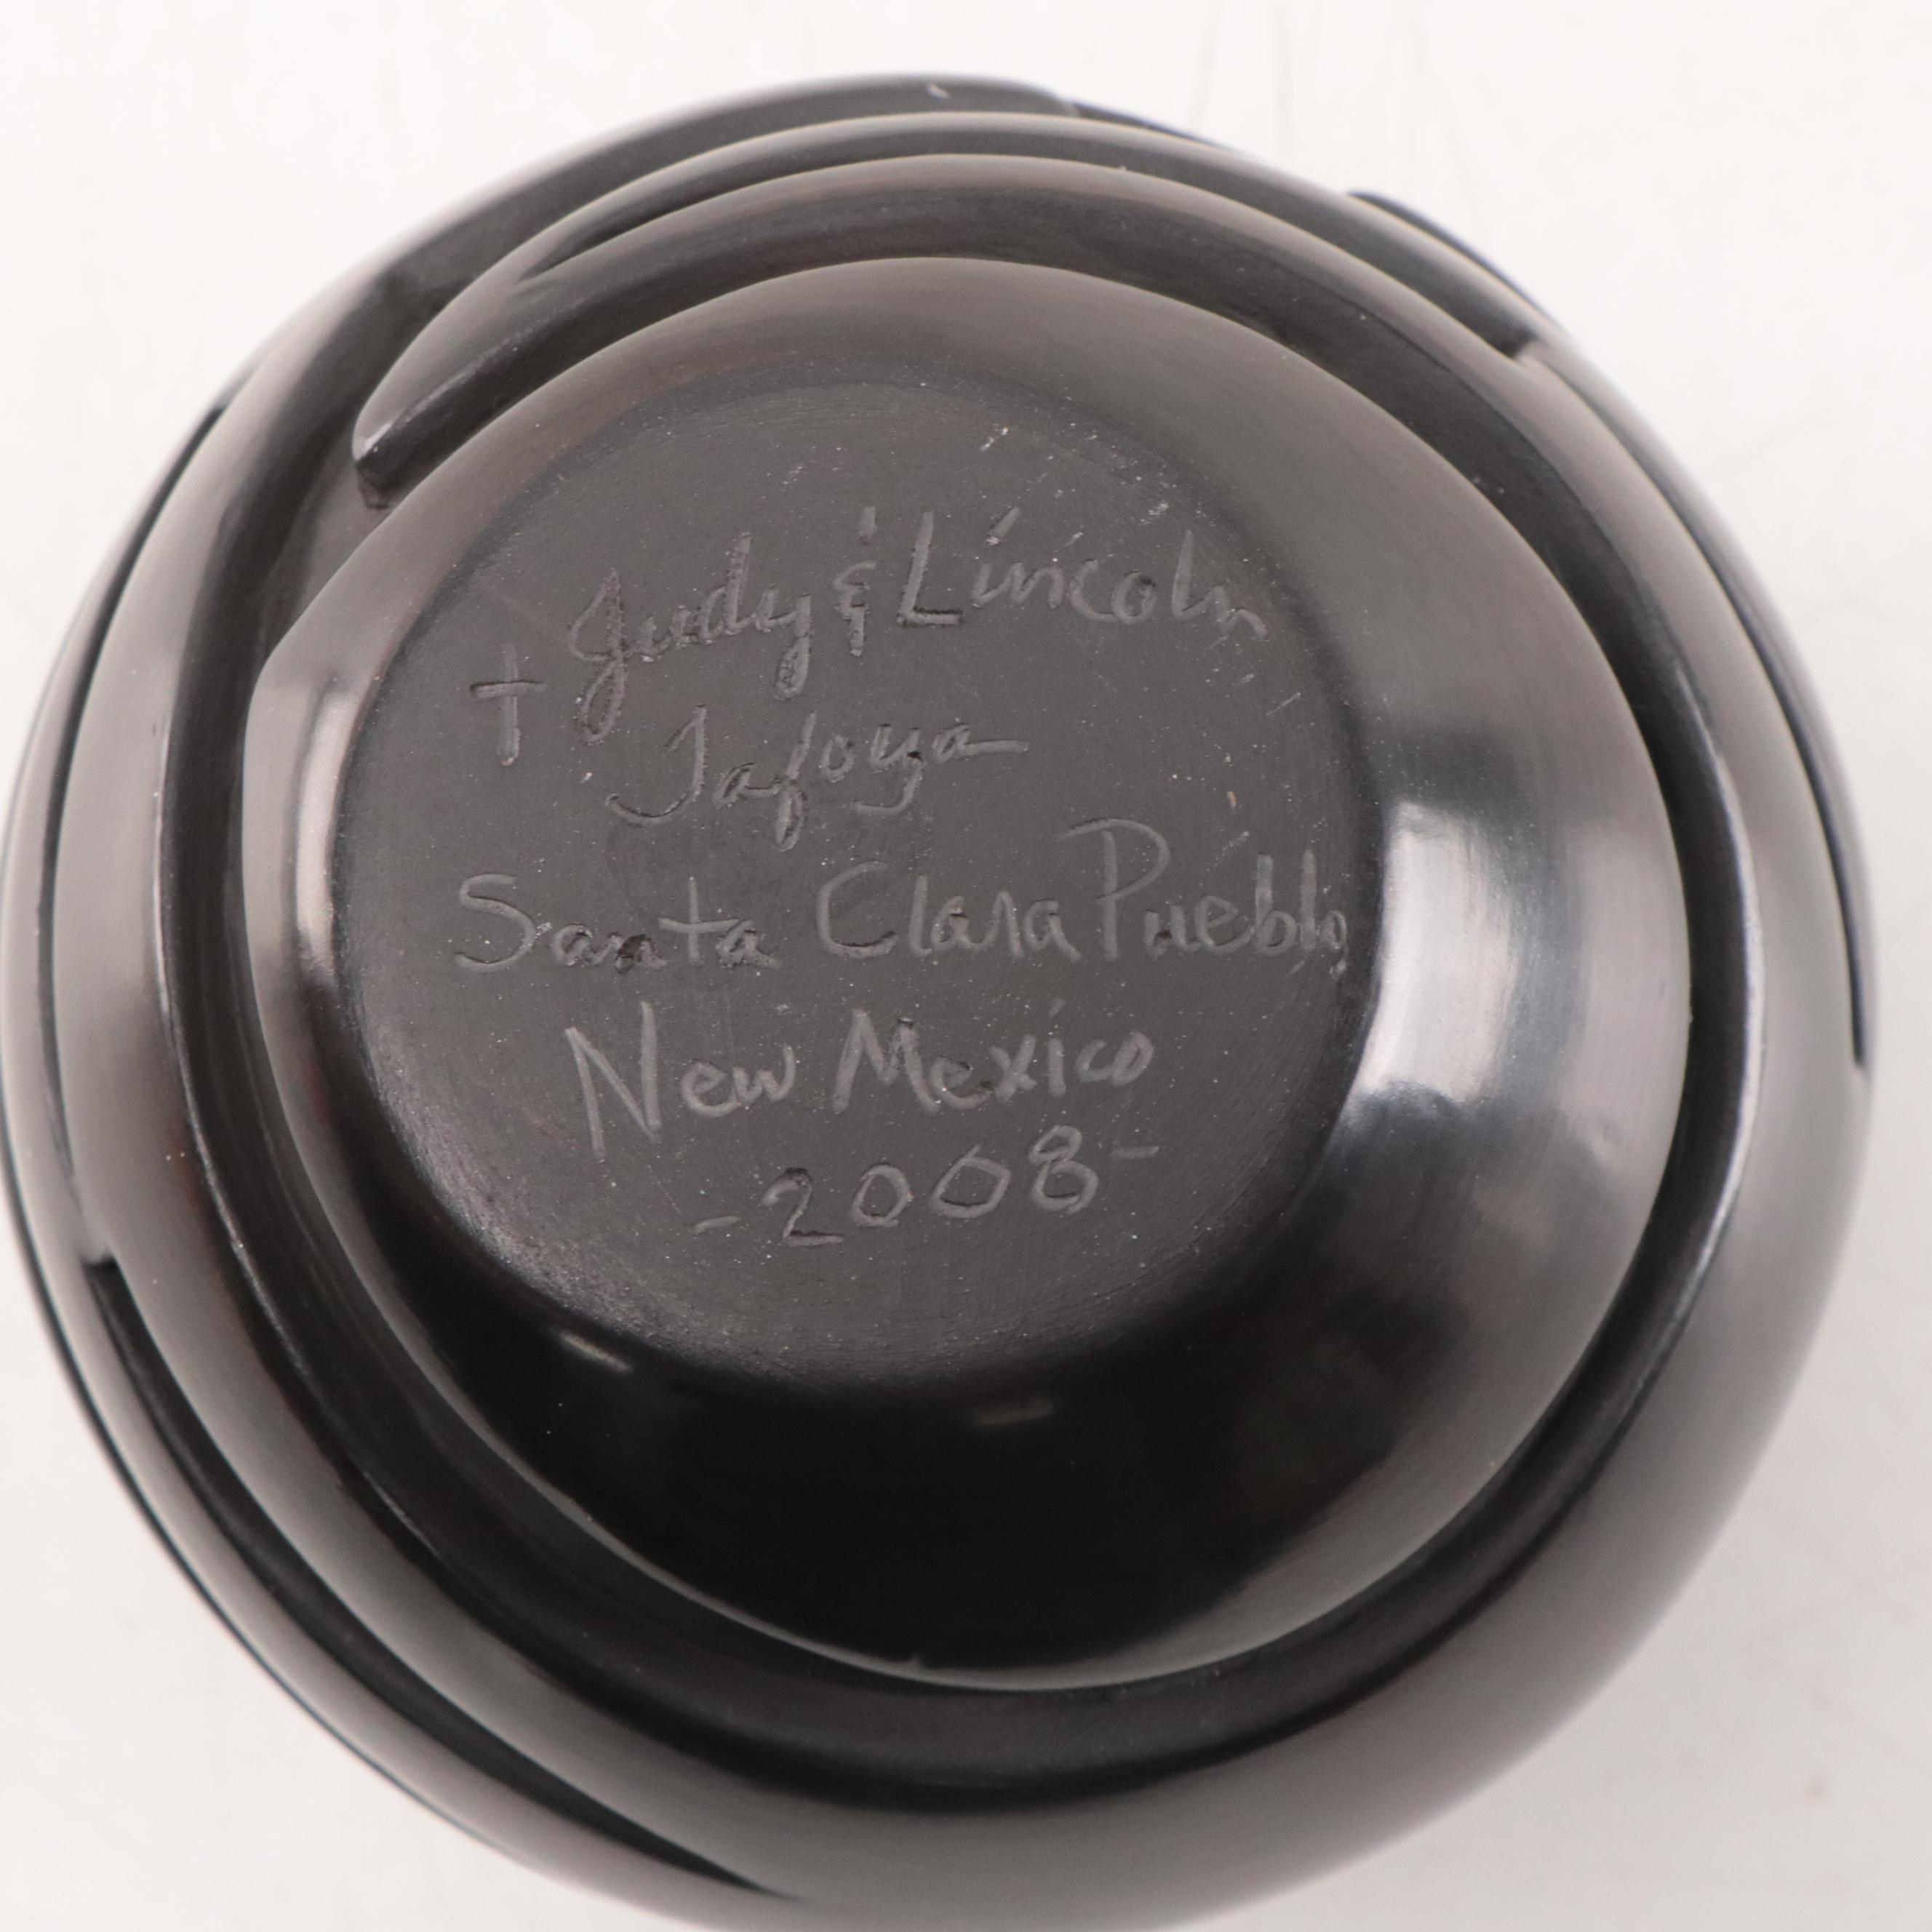 + Judy & Lincoln
Tafoya
Santa Clara Pueblo
New Mexico
-2008-